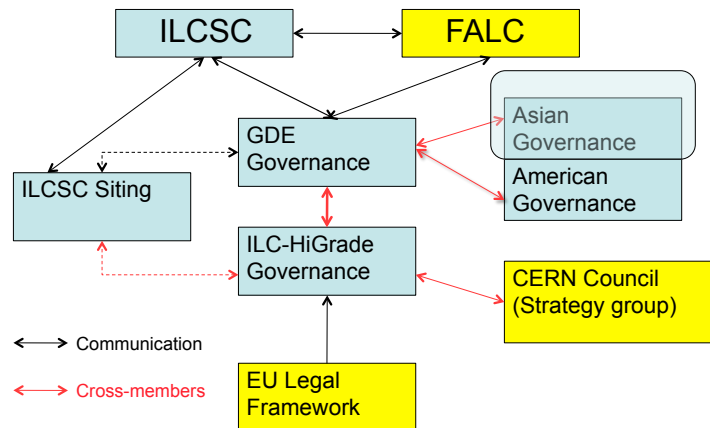 ILCSC
FALC
GDE
Governance
Asian
Governance
American
Governance
ILCSC Siting
ILC-HiGrade
Governance
CERN Council
(Strategy group)
Communication
Cross-members
EU Legal
Framework